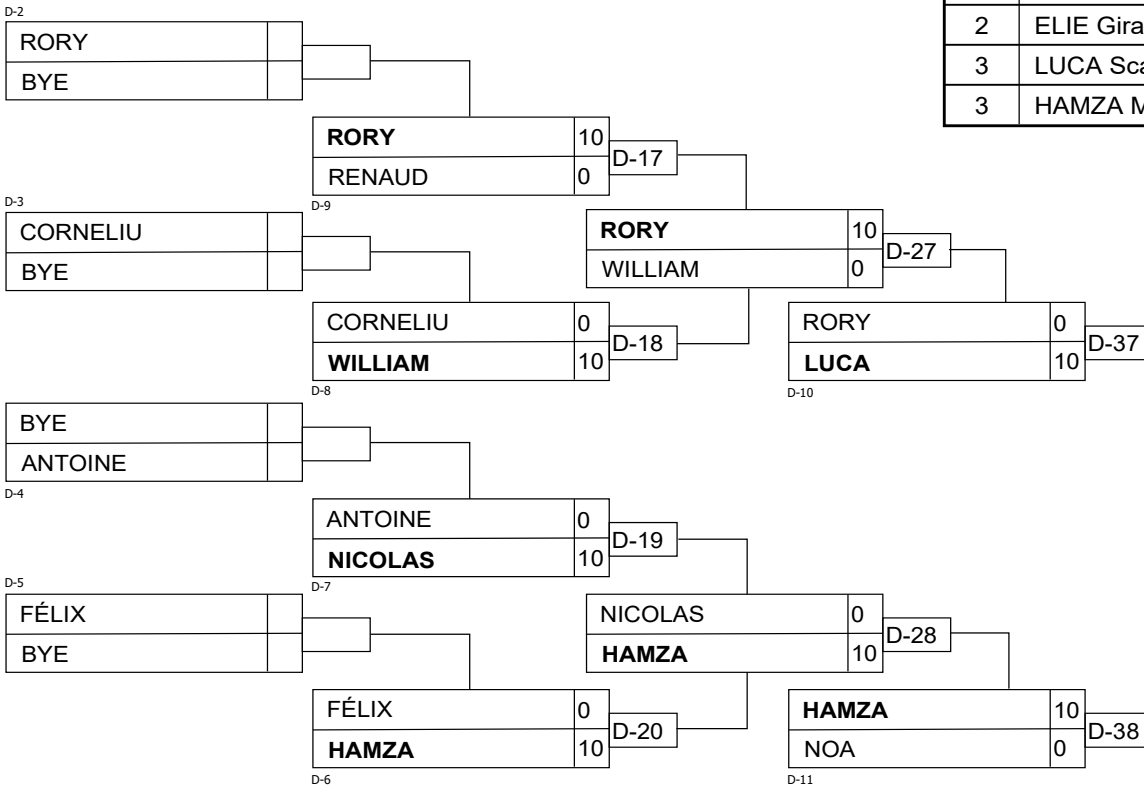 D-2
RORY
BYE
2 ELIE
3 LUCA
3 HAMZA
RORY 10
RENAUD 0
D-17
D-9
D-3
CORNELIU
BYE
RORY 10
WILLIAM 0
D-27
CORNELIU 0
WILLIAM 10
D-18
D-8
RORY 0
LUCA 10
D-37
D-10
BYE
ANTOINE
D-4
ANTOINE 0
NICOLAS 10
D-19
D-7
D-5
FÉLIX
BYE
NICOLAS 0
HAMZA 10
D-28
FÉLIX 0
HAMZA 10
D-20
D-6
HAMZA 10
NOA 0
D-38
D-11